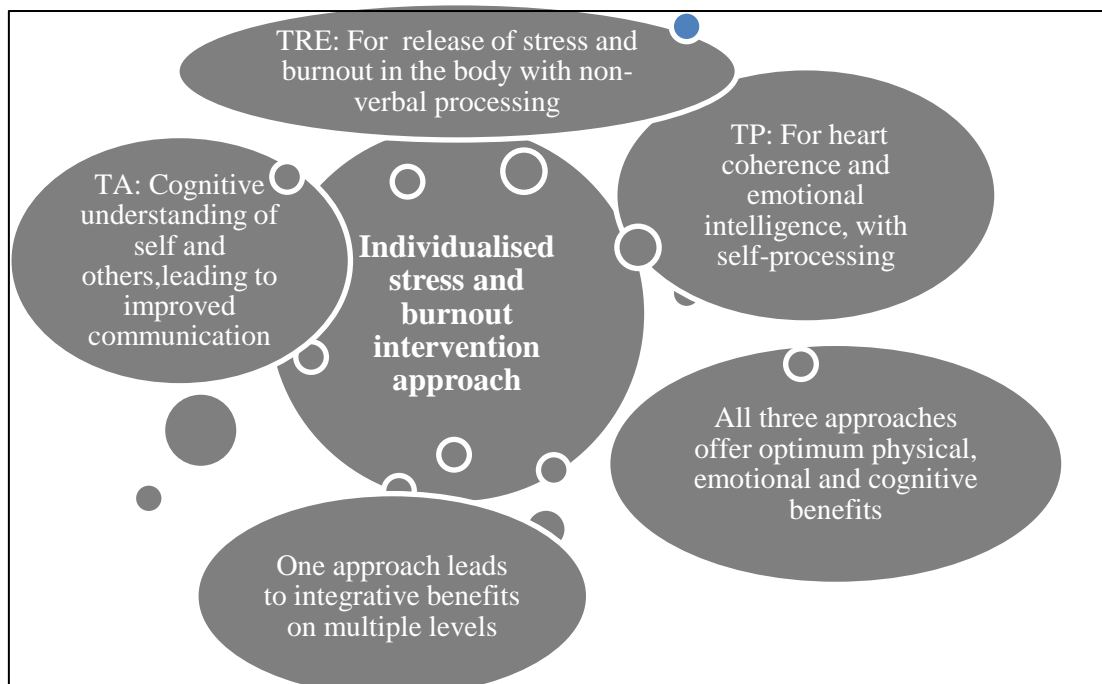 TRE: For release of stress and
burnout in the body with non-
verbal processing
TP: For heart
coherence and
emotional
intelligence, with
self-processing
TA: Cognitive
understanding of
self and
others,leading to
improved
communication
Individualised
stress and
burnout
intervention
approach
All three approaches
offer optimum physical,
emotional and cognitive
benefits
One approach leads
to integrative benefits
on multiple levels